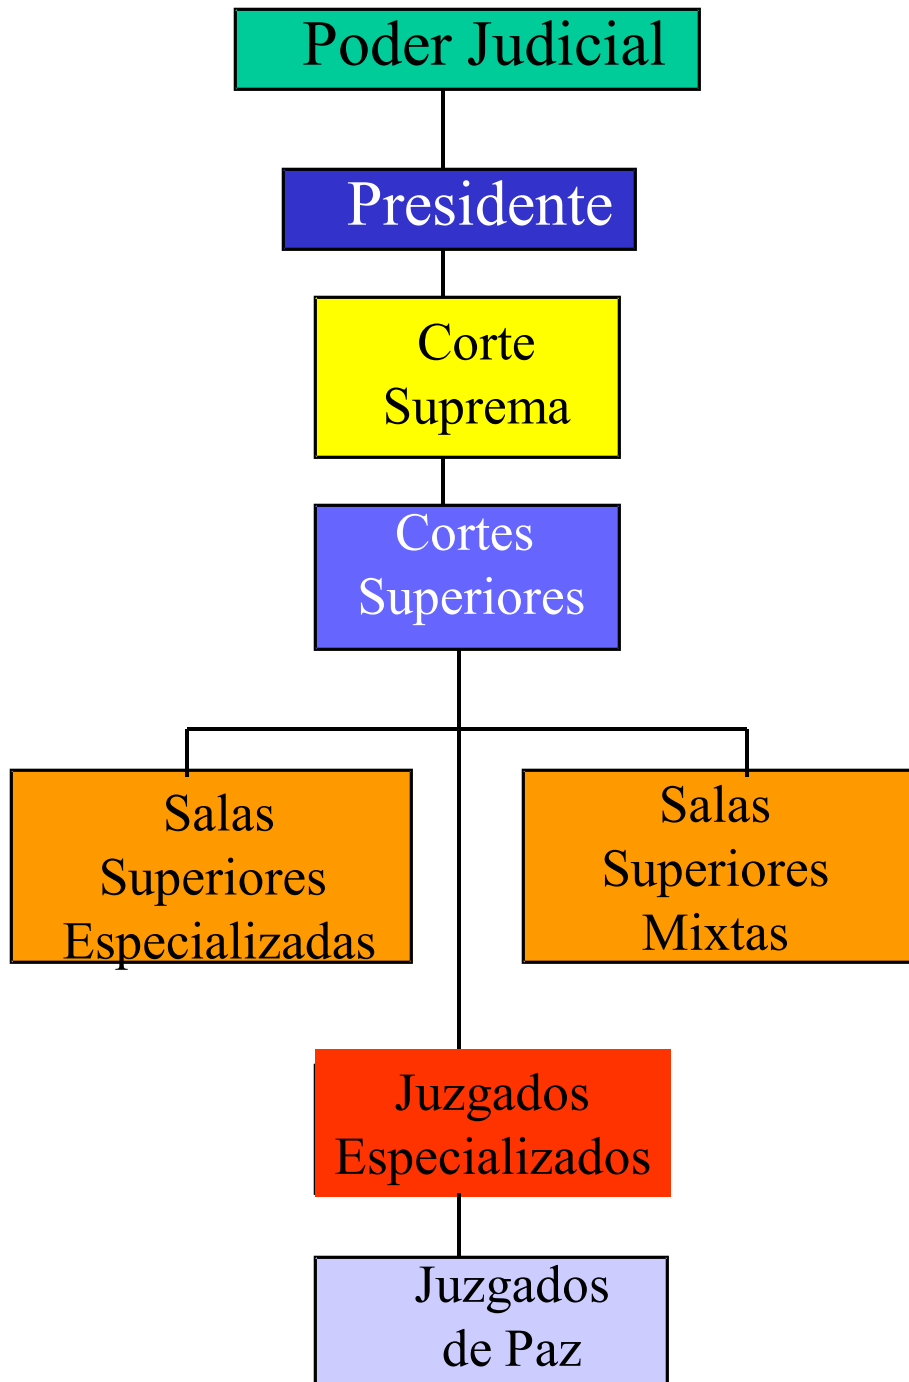 Poder Judicial
Presidente
Corte
Suprema
Cortes
Superiores
Salas
Superiores
Especializadas
Salas
Superiores
Mixtas
Juzgados
Especializados
Juzgados
de Paz